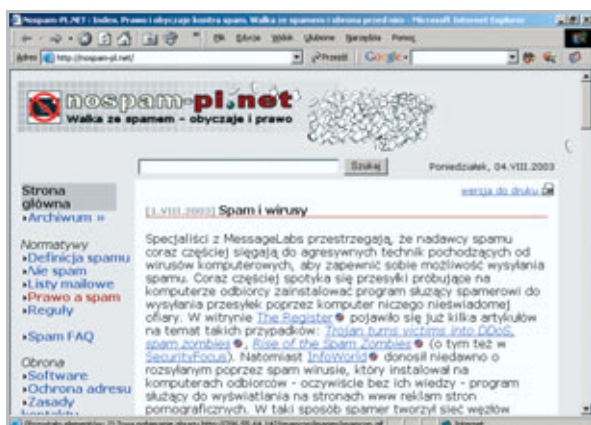 Nospam-PL.NET : Index, Prawo i obyczaje kontra spam, Walka ze spamem i obrona przed nim - Microsoft Internet Explorer
Plik Edycja Widok Ulubione Narzędzia Pomoc
Adres http://nospam-pl.net/ Przejdź Google
nospam-pl.net
Walka ze spamem - obyczaje i prawo
Szukaj Poniedziałek, 04.VIII.2003
wersja do druku
Strona
główna
Archiwum »
Normatywy
Definicja spamu
Nie spam
Listy mailowe
Prawo a spam
Reguły
Spam FAQ
Obrona
Software
Ochrona adresu
Zasady
kontaktu
[1.VIII.2003] Spam i wirusy
Specjaliści z MessageLabs przestrzegają, że nadawcy spamu
coraz częściej sięgają do agresywnych technik pochodzących od
wirusów komputerowych, aby zapewnić sobie możliwość wysyłania
spamu. Coraz częściej spotyka się przesyłki próbujące na
komputerze odbiorcy zainstalować program służący spamerowi do
wysyłania przesyłek poprzez komputer niczego nieświadomej
ofiary. W witrynie The Register pojawiło się już kilka artykułów
na temat takich przypadków: Trojan turns victims into DDoS,
spam zombies, Rise of the Spam Zombies (o tym też w
SecurityFocus). Natomiast InfoWorld donosił niedawno o
rozsyłanym poprzez spam wirusie, który instalował na
komputerach odbiorców - oczywiście bez ich wiedzy - program
służący do wyświetlania na stronach www reklam stron
pornograficznych. W taki sposób spamer tworzył sieć węzłów
Internet